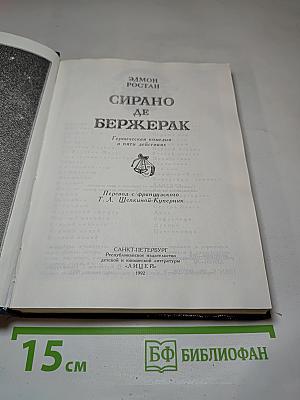 ЭДМОН
РОСТАН
СИРАНО
ДЕ
БЕРЖЕРАК
Героическая комедия
в пяти действиях
Перевод с французского
Т. Л. Щепкиной-Куперник
САНКТ-ПЕТЕРБУРГ
Республиканское издательство
детской и юношеской литературы
«ЛИЦЕЙ»
1992
15 см
БФ БИБЛИОФАН